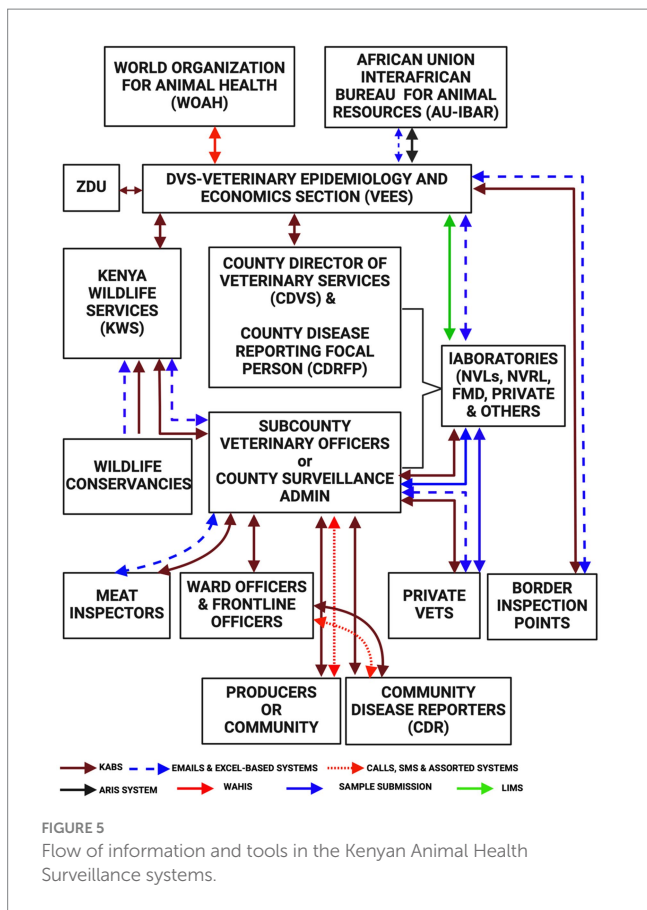 WORLD ORGANIZATION
FOR ANIMAL HEALTH
(WOAH)
AFRICAN UNION
INTERAFRICAN
BUREAU FOR ANIMAL
RESOURCES (AU-IBAR)
ZDU
DVS-VETERINARY EPIDEMIOLOGY AND
ECONOMICS SECTION (VEES)
KENYA
WILDLIFE
SERVICES
(KWS)
COUNTY DIRECTOR OF
VETERINARY SERVICES
(CDVS) &
COUNTY DISEASE
REPORTING FOCAL
PERSON (CDRFP)
lABORATORIES
(NVLs, NVRL,
FMD, PRIVATE
& OTHERS
WILDLIFE
CONSERVANCIES
SUBCOUNTY
VETERINARY OFFICERS
or
COUNTY SURVEILLANCE
ADMIN
MEAT
INSPECTORS
WARD OFFICERS
& FRONTLINE
OFFICERS
PRIVATE
VETS
BORDER
INSPECTION
POINTS
PRODUCERS
OR
COMMUNITY
COMMUNITY
DISEASE REPORTERS
(CDR)
KABS EMAILS & EXCEL-BASED SYSTEMS CALLS, SMS & ASSORTED SYSTEMS
ARIS SYSTEM WAHIS SAMPLE SUBMISSION LIMS
FIGURE 5
Flow of information and tools in the Kenyan Animal Health
Surveillance systems.